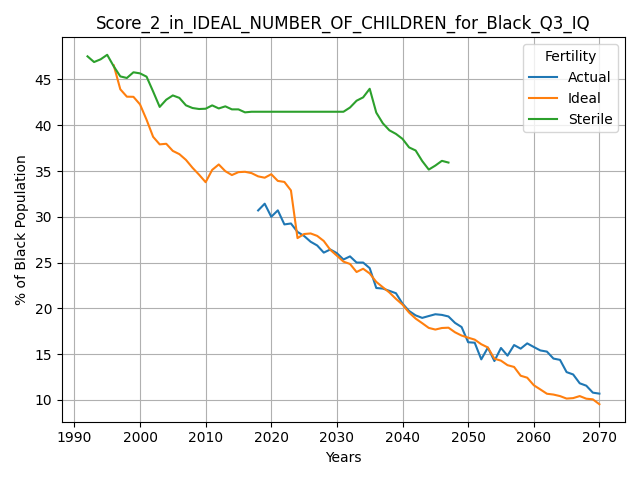 Score_2_in_IDEAL_NUMBER_OF_CHILDREN_for_Black_Q3_IQ
Fertility
Actual
Ideal
Sterile
% of Black Population
45
40
35
30
25
20
15
10
1990 2000 2010 2020 2030 2040 2050 2060 2070
Years